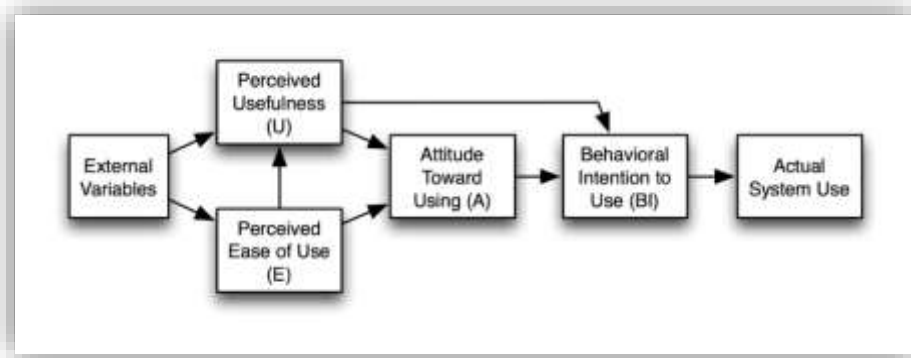 Perceived
Usefulness
(U)
External
Variables
Perceived
Ease of Use
(E)
Attitude
Toward
Using (A)
Behavioral
Intention to
Use (BI)
Actual
System Use